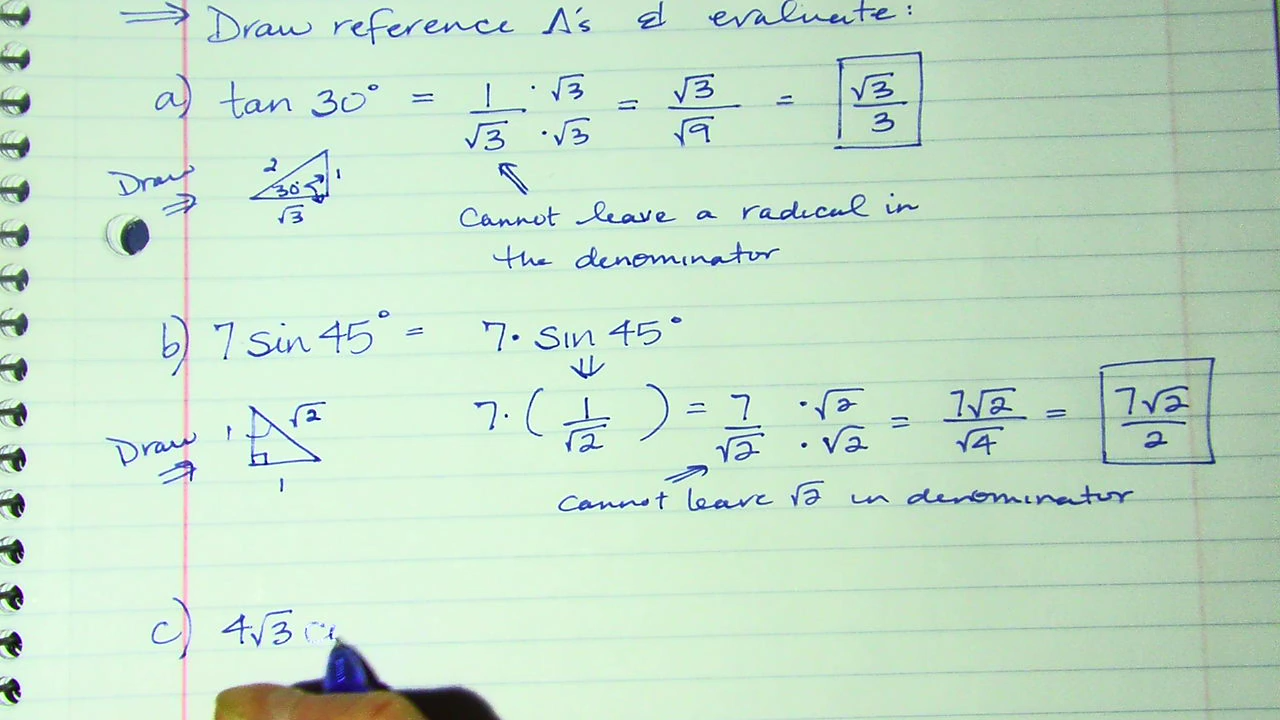 ⇒ Draw reference Δ's & evaluate:
a) tan 30° = 1/√3 · √3/·√3 = √3/√9 = √3/3
Draw ⇒ 2 30° 1 √3
Cannot leave a radical in
the denominator
b) 7 sin 45° = 7 · sin 45°
⇓
7 · (1/√2) = 7/√2 · √2/·√2 = 7√2/√4 = 7√2/2
Draw ⇒ 1 √2 1
Cannot leave √2 in denominator
c) 4√3